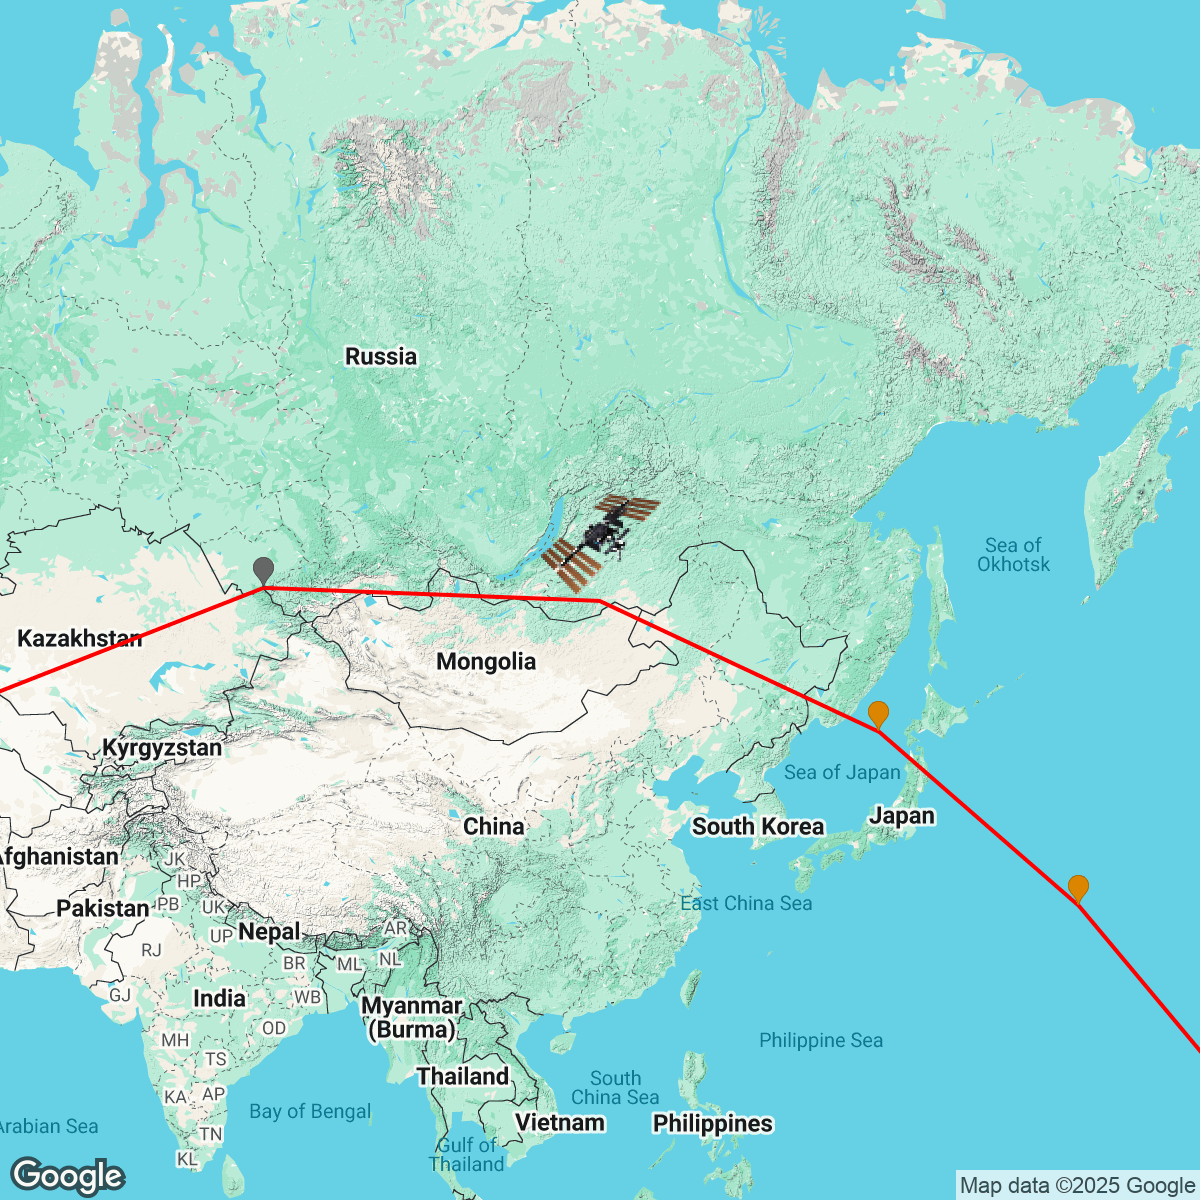 Russia
Sea of
Okhotsk
Kazakhstan
Mongolia
Kyrgyzstan
Sea of Japan
Japan
China
South Korea
Afghanistan
JK
HP
Pakistan
PB
UK
East China Sea
Nepal
AR
UP
RJ
BR
ML
NL
GJ
India
WB
Myanmar
(Burma)
OD
MH
Philippine Sea
TS
Thailand
South
China Sea
KA
AP
Bay of Bengal
Arabian Sea
TN
Vietnam
Philippines
KL
Gulf of
Thailand
Google
Map data ©2025 Google